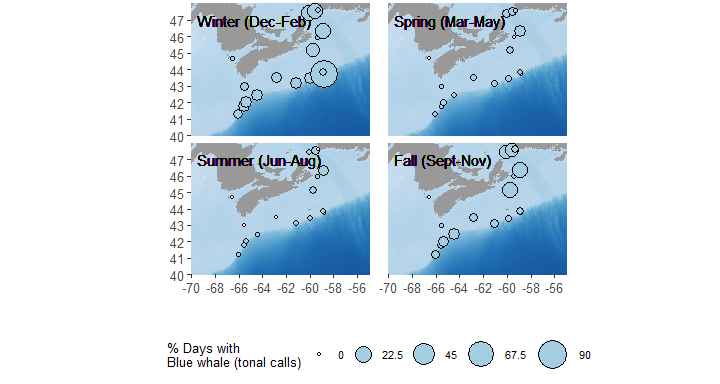 Winter (Dec-Feb)
Spring (Mar-May)
47
46
45
44
43
42
41
40
Summer (Jun-Aug)
Fall (Sept-Nov)
47
46
45
44
43
42
41
40
-70 -68 -66 -64 -62 -60 -58 -56
-70 -68 -66 -64 -62 -60 -58 -56
% Days with
Blue whale (tonal calls)
0 22.5 45 67.5 90